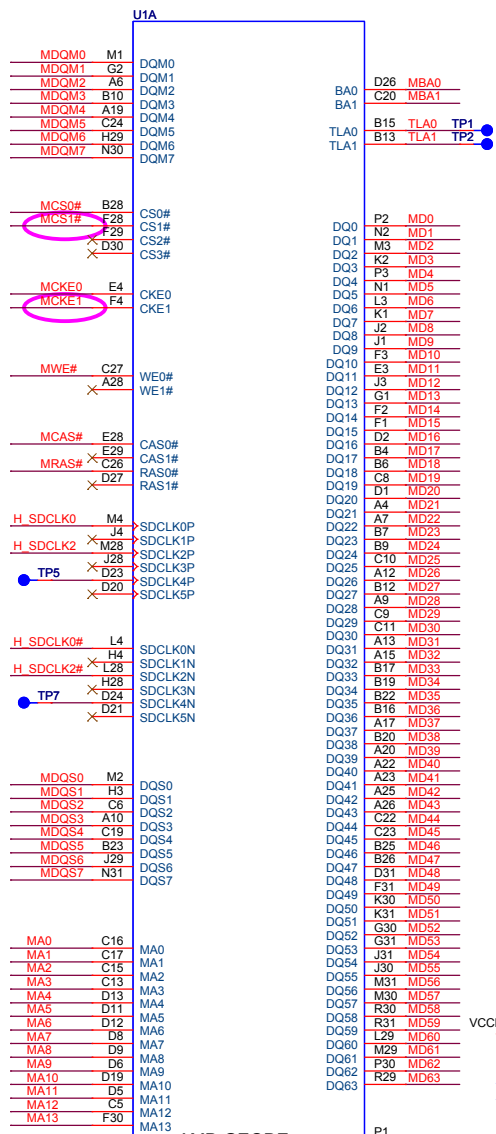 U1A
MDQM0 M1 DQM0
MDQM1 G2 DQM1
MDQM2 A6 DQM2
MDQM3 B10 DQM3
MDQM4 A19 DQM4
MDQM5 C24 DQM5
MDQM6 H29 DQM6
MDQM7 N30 DQM7
MCS0# B28 CS0#
MCS1# F28 CS1#
F29 CS2#
D30 CS3#
MCKE0 E4 CKE0
MCKE1 F4 CKE1
MWE# C27 WE0#
A28 WE1#
MCAS# E28 CAS0#
E29 CAS1#
MRAS# C26 RAS0#
D27 RAS1#
H_SDCLK0 M4 SDCLK0P
J4 SDCLK1P
H_SDCLK2 M28 SDCLK2P
J28 SDCLK3P
TP5 D23 SDCLK4P
D20 SDCLK5P
H_SDCLK0# L4 SDCLK0N
H4 SDCLK1N
H_SDCLK2# L28 SDCLK2N
H28 SDCLK3N
TP7 D24 SDCLK4N
D21 SDCLK5N
MDQS0 M2 DQS0
MDQS1 H3 DQS1
MDQS2 C6 DQS2
MDQS3 A10 DQS3
MDQS4 C19 DQS4
MDQS5 B23 DQS5
MDQS6 J29 DQS6
MDQS7 N31 DQS7
MA0 C16 MA0
MA1 C17 MA1
MA2 C15 MA2
MA3 C13 MA3
MA4 D13 MA4
MA5 D11 MA5
MA6 D12 MA6
MA7 D8 MA7
MA8 D9 MA8
MA9 D6 MA9
MA10 D19 MA10
MA11 D5 MA11
MA12 C5 MA12
MA13 F30 MA13
BA0 D26 MBA0
BA1 C20 MBA1
TLA0 B15 TLA0 TP1
TLA1 B13 TLA1 TP2
DQ0 P2 MD0
DQ1 N2 MD1
DQ2 M3 MD2
DQ3 K2 MD3
DQ4 P3 MD4
DQ5 N1 MD5
DQ6 L3 MD6
DQ7 K1 MD7
DQ8 J2 MD8
DQ9 J1 MD9
DQ10 F3 MD10
DQ11 E3 MD11
DQ12 J3 MD12
DQ13 G1 MD13
DQ14 F2 MD14
DQ15 F1 MD15
DQ16 D2 MD16
DQ17 B4 MD17
DQ18 B6 MD18
DQ19 C8 MD19
DQ20 D1 MD20
DQ21 A4 MD21
DQ22 A7 MD22
DQ23 B7 MD23
DQ24 B9 MD24
DQ25 C10 MD25
DQ26 A12 MD26
DQ27 B12 MD27
DQ28 A9 MD28
DQ29 C9 MD29
DQ30 C11 MD30
DQ31 A13 MD31
DQ32 A15 MD32
DQ33 B17 MD33
DQ34 B19 MD34
DQ35 B22 MD35
DQ36 B16 MD36
DQ37 A17 MD37
DQ38 B20 MD38
DQ39 A20 MD39
DQ40 A22 MD40
DQ41 A23 MD41
DQ42 A25 MD42
DQ43 A26 MD43
DQ44 C22 MD44
DQ45 C23 MD45
DQ46 B25 MD46
DQ47 B26 MD47
DQ48 D31 MD48
DQ49 F31 MD49
DQ50 K30 MD50
DQ51 K31 MD51
DQ52 G30 MD52
DQ53 G31 MD53
DQ54 J31 MD54
DQ55 J30 MD55
DQ56 M31 MD56
DQ57 M30 MD57
DQ58 R30 MD58
DQ59 R31 MD59
DQ60 L29 MD60
DQ61 M29 MD61
DQ62 P30 MD62
DQ63 R29 MD63
P1